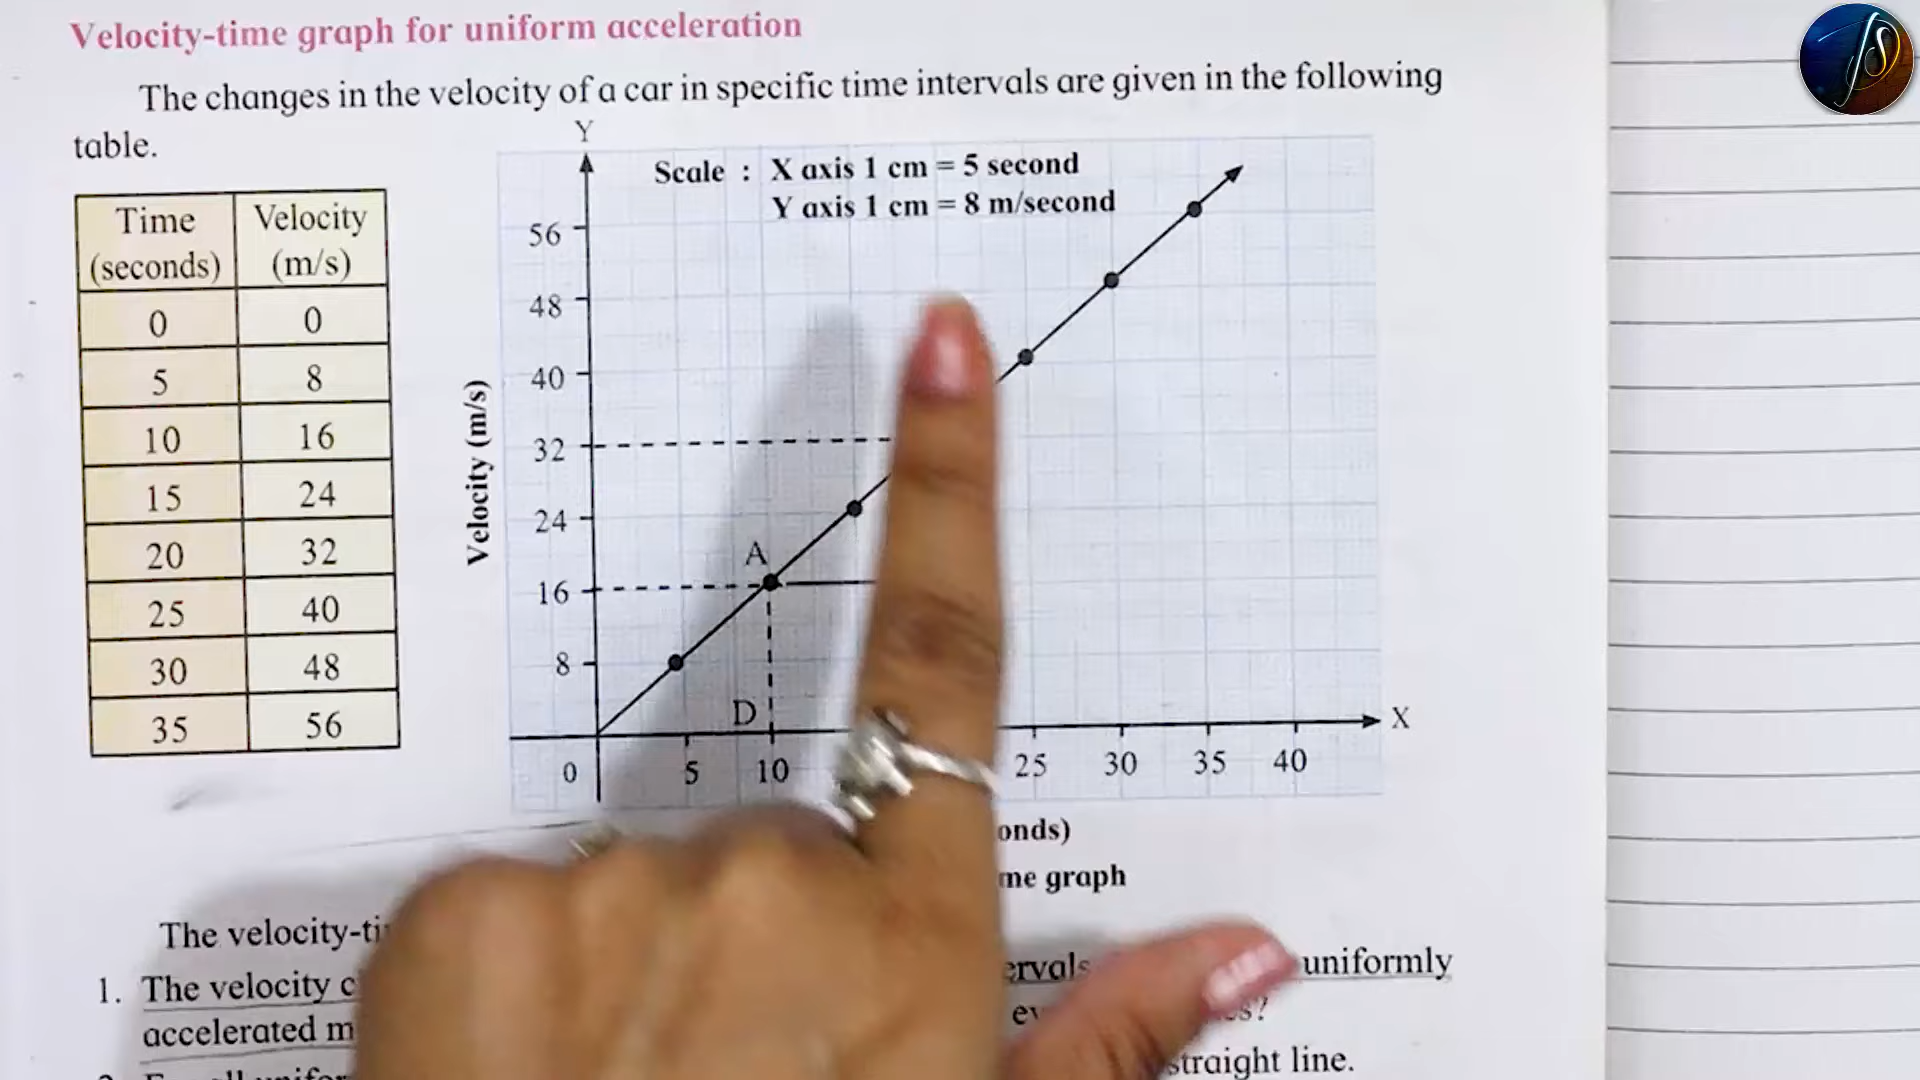 Velocity-time graph for uniform acceleration
The changes in the velocity of a car in specific time intervals are given in the following
table.
Time (seconds) Velocity (m/s)
0 0
5 8
10 16
15 24
20 32
25 40
30 48
35 56
Y
Scale : X axis 1 cm = 5 second
Y axis 1 cm = 8 m/second
56
48
40
32
24
16
8
Velocity (m/s)
A
D
X
0 5 10 25 30 35 40
onds)
me graph
The velocity-ti
1. The velocity c ervals uniformly
accelerated m
straight line.